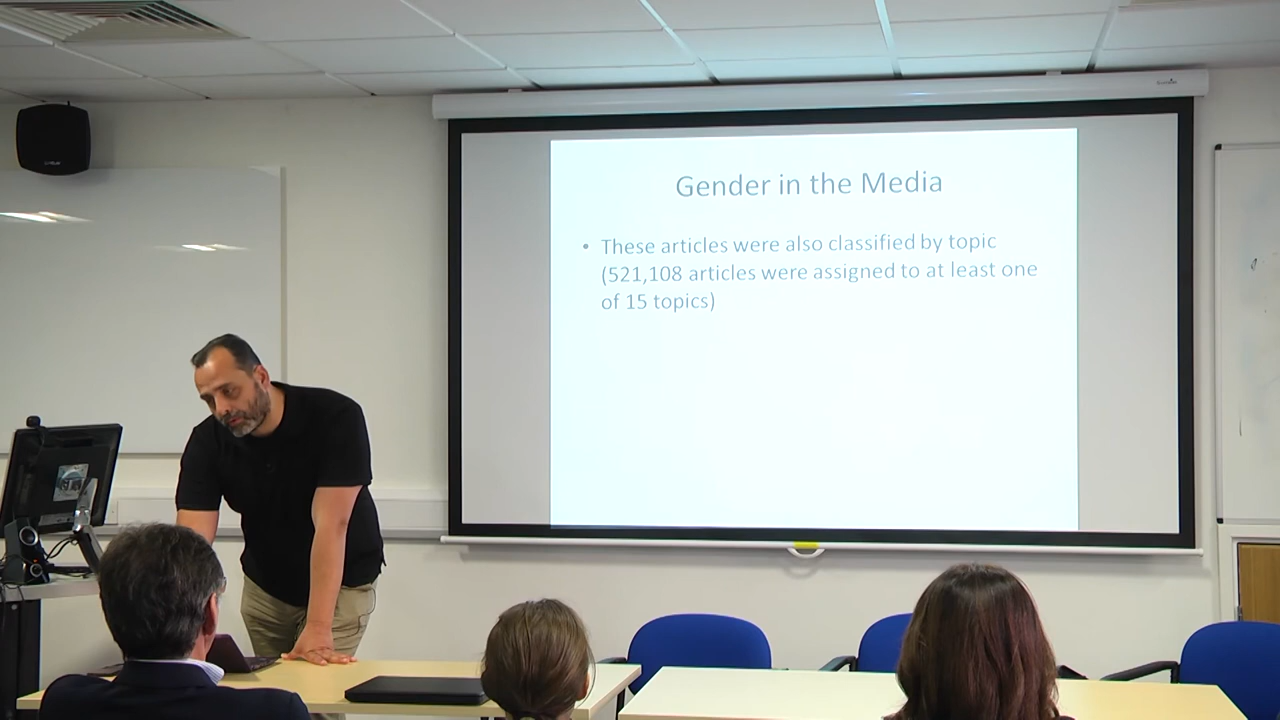 Gender in the Media
• These articles were also classified by topic
(521,108 articles were assigned to at least one
of 15 topics)